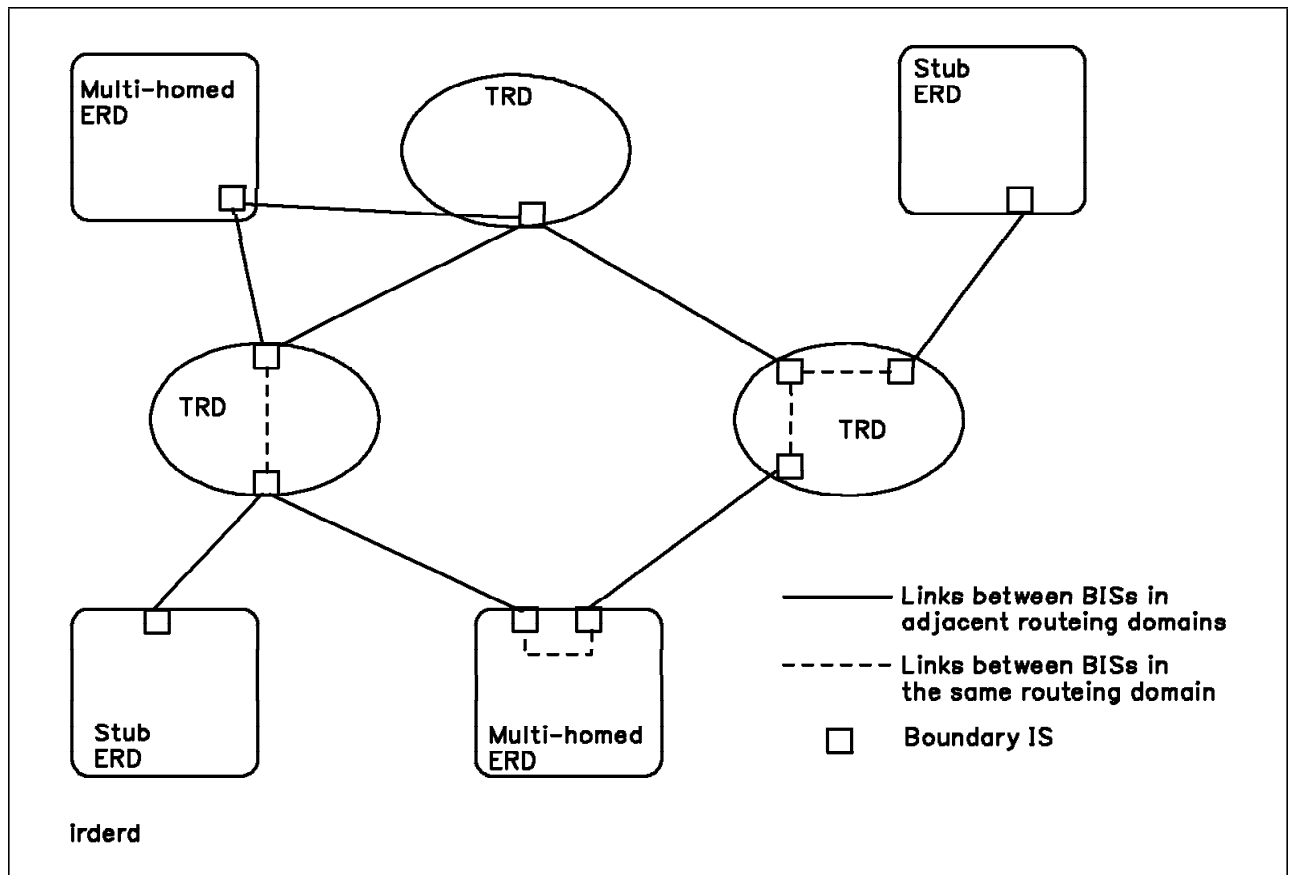 Multi-homed
ERD
TRD
Stub
ERD
TRD
TRD
Links between BISs in
adjacent routeing domains
Links between BISs in
the same routeing domain
Boundary IS
Stub
ERD
Multi-homed
ERD
irderd